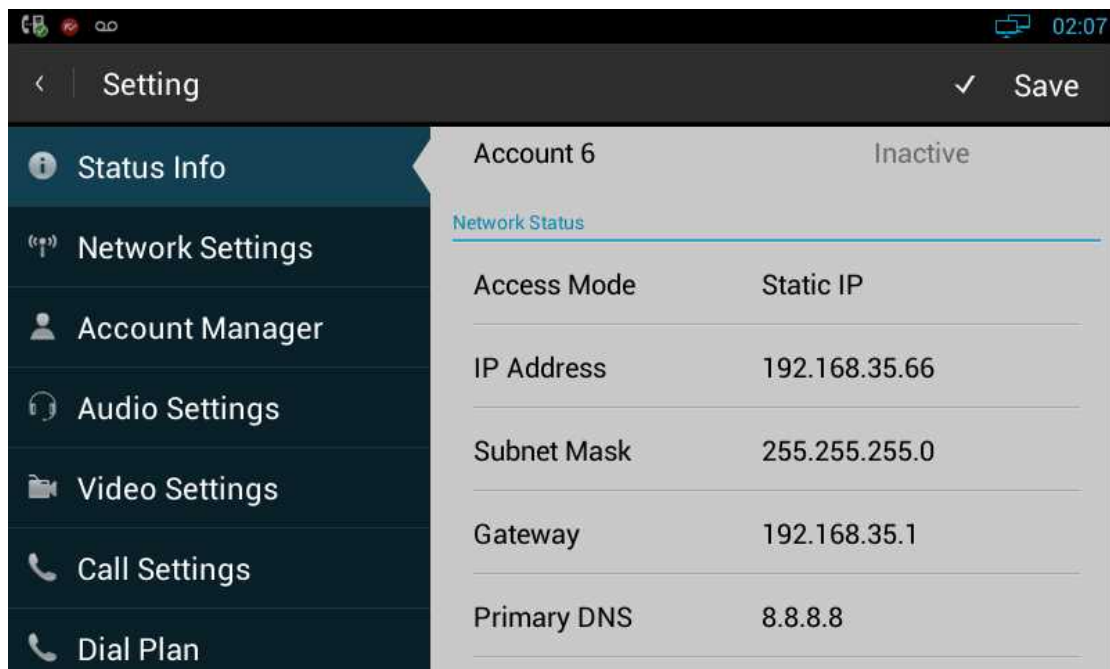 02:07
Setting
Save
Status Info
Network Settings
Account Manager
Audio Settings
Video Settings
Call Settings
Dial Plan
Account 6 Inactive
Network Status
Access Mode Static IP
IP Address 192.168.35.66
Subnet Mask 255.255.255.0
Gateway 192.168.35.1
Primary DNS 8.8.8.8